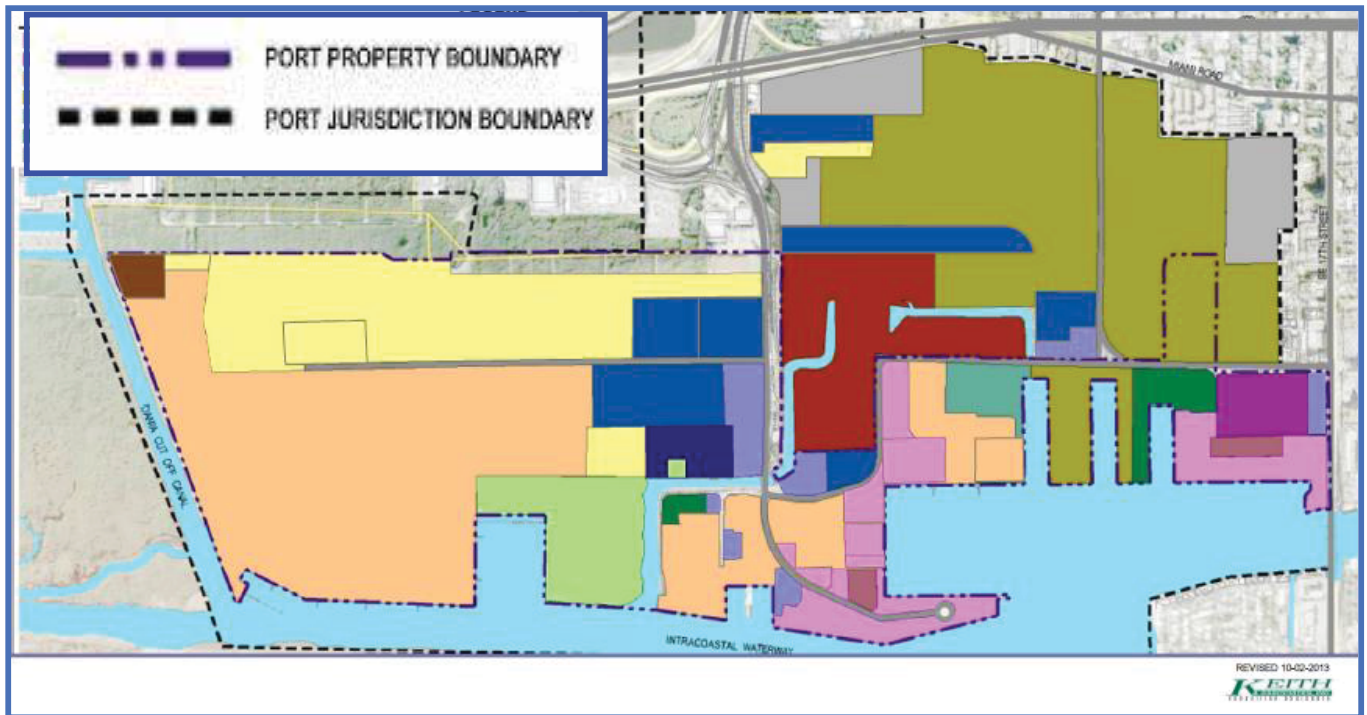 PORT PROPERTY BOUNDARY
PORT JURISDICTION BOUNDARY
MIAMI ROAD
SE 17TH STREET
DANIA CUT OFF CANAL
INTRACOASTAL WATERWAY
REVISED 10-02-2013
KEITH